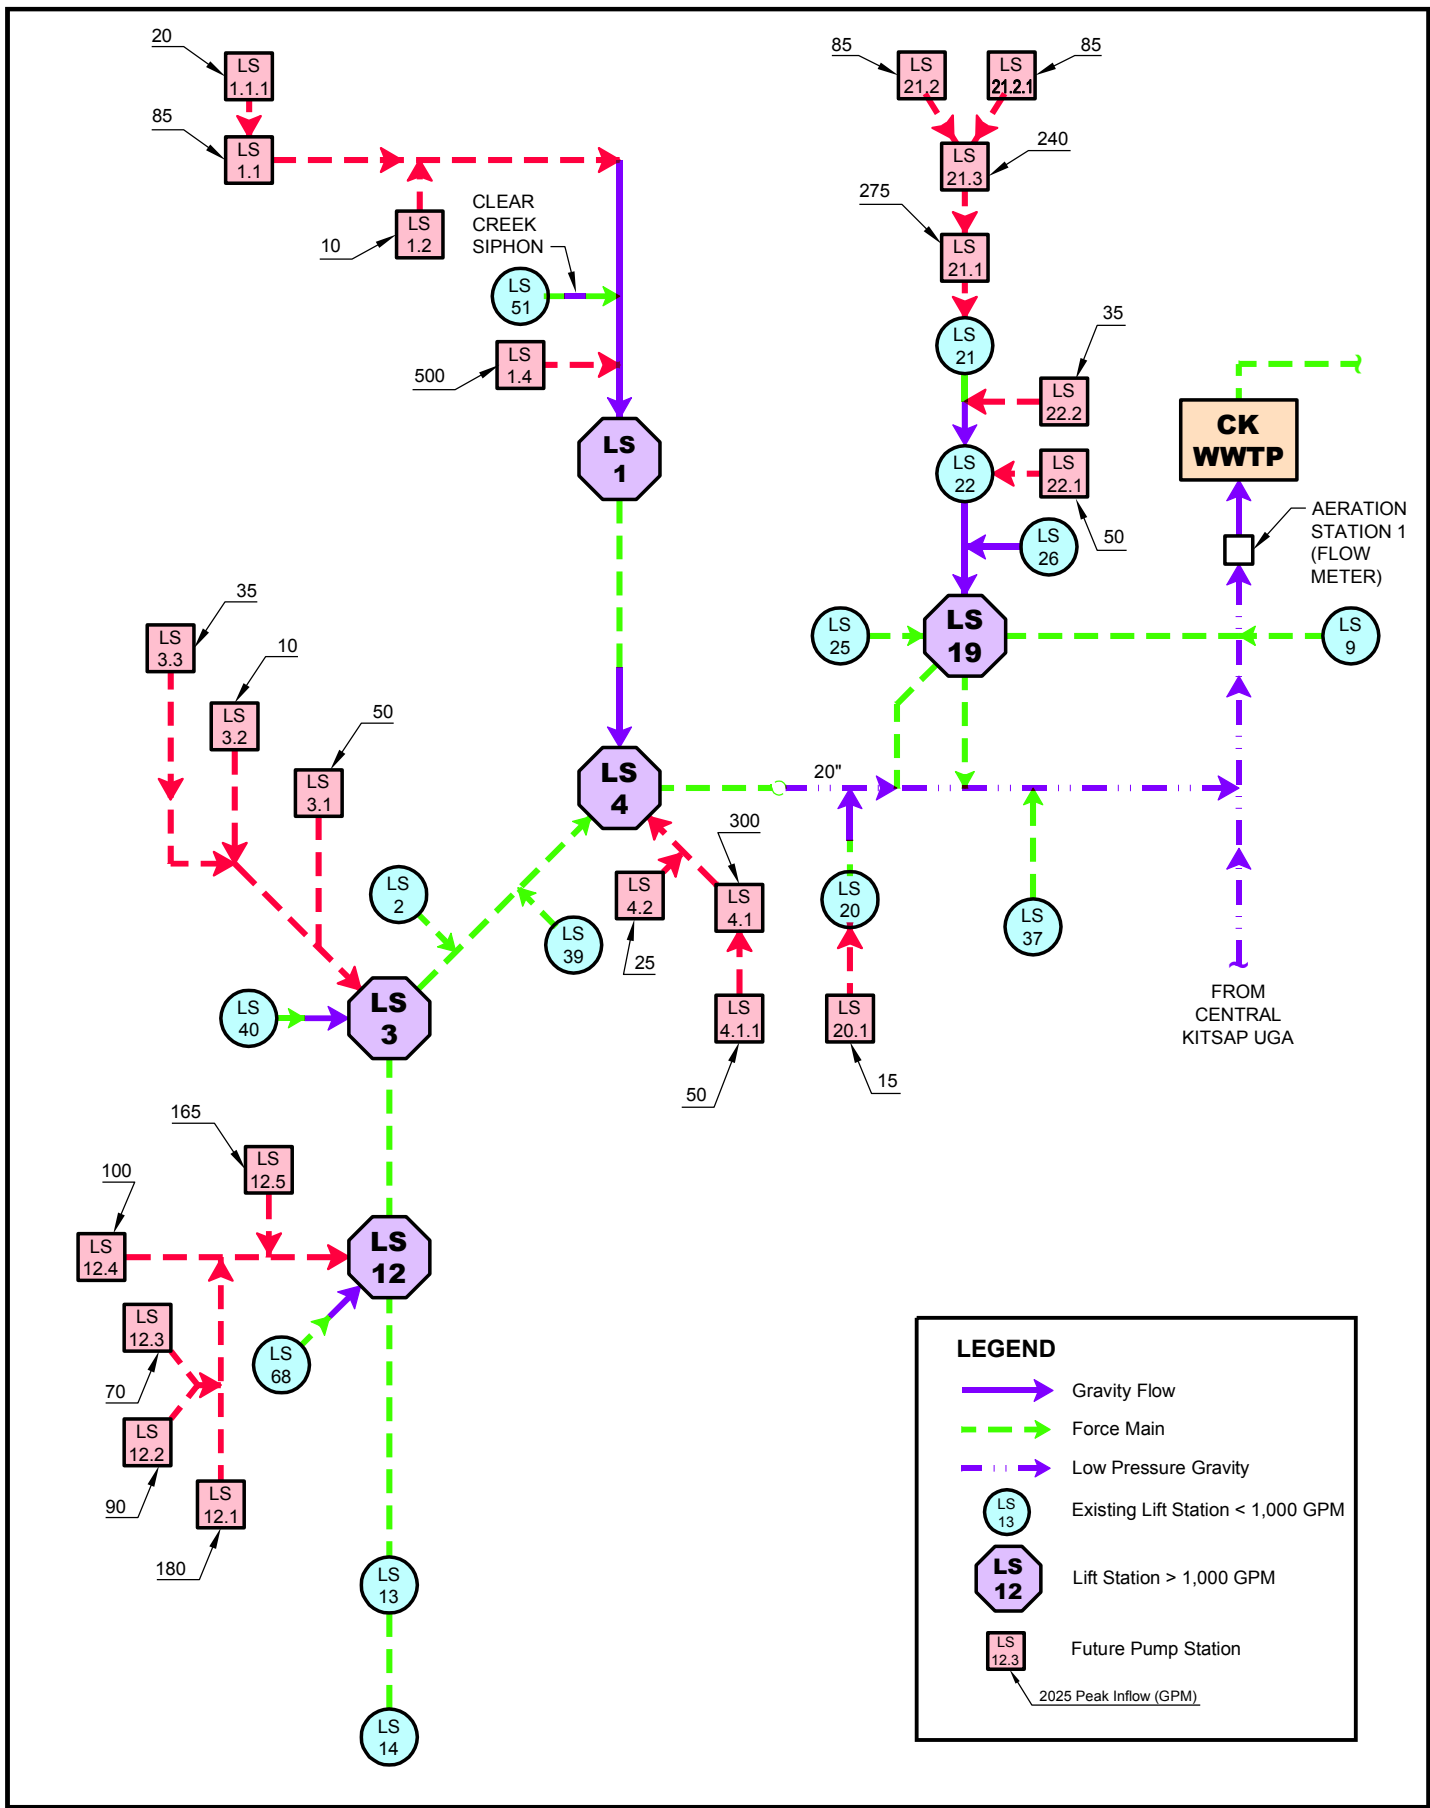 20
LS
1.1.1
85
LS
1.1
LS
1.2
10
CLEAR
CREEK
SIPHON
LS
51
LS
1.4
500
LS
1
85
LS
21.2
LS
21.2.1
85
LS
21.3
240
275
LS
21.1
LS
21
35
LS
22.2
LS
22
LS
22.1
50
LS
26
LS
25
LS
19
LS
9
CK
WWTP
AERATION
STATION 1
(FLOW
METER)
35
LS
3.3
10
LS
3.2
50
LS
3.1
LS
4
20"
300
LS
2
LS
39
LS
4.2
25
LS
4.1
LS
4.1.1
50
LS
20
LS
20.1
15
LS
37
FROM
CENTRAL
KITSAP UGA
LS
40
LS
3
165
LS
12.5
100
LS
12.4
LS
12
LS
12.3
70
LS
68
LS
12.2
90
LS
12.1
180
LS
13
LS
14
LEGEND
Gravity Flow
Force Main
Low Pressure Gravity
LS
13
Existing Lift Station < 1,000 GPM
LS
12
Lift Station > 1,000 GPM
LS
12.3
Future Pump Station
2025 Peak Inflow (GPM)